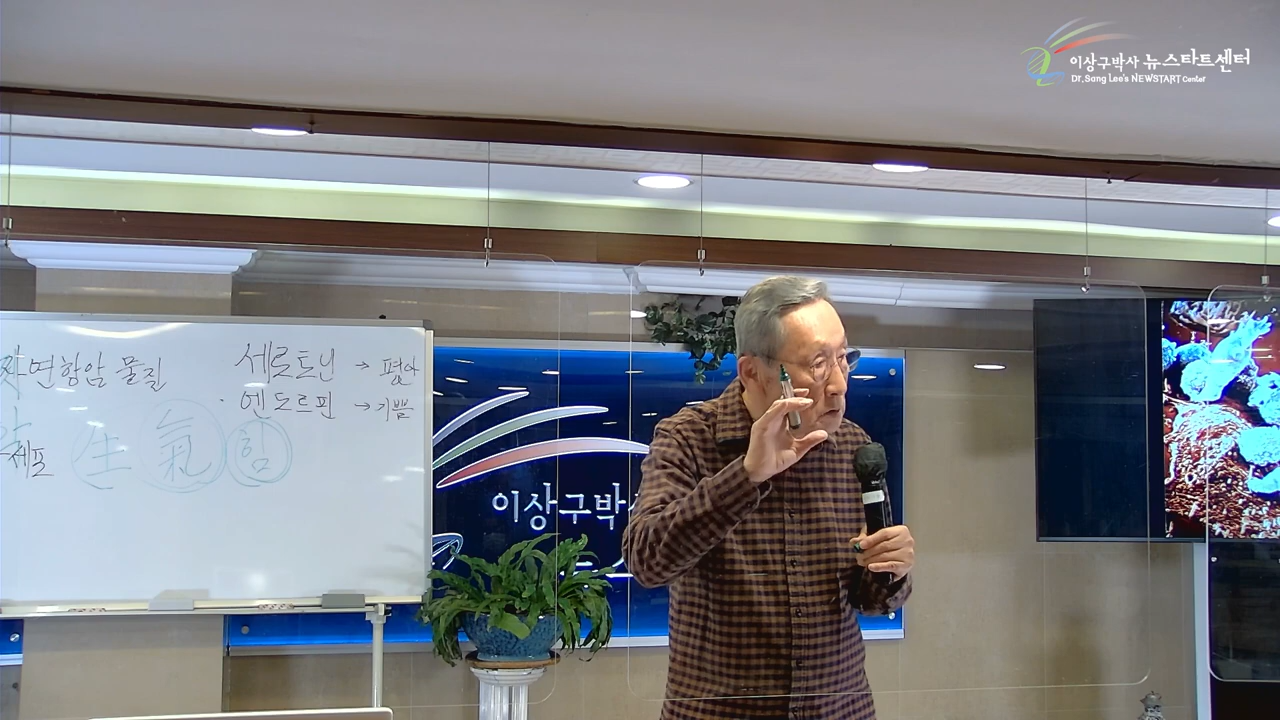 이상구박사 뉴스타트센터
Dr. Sang Lee's NEWSTART Center
자연항암 물질
세로토닌 → 평안
· 엔도르핀 → 기쁨
세포 生 氣 힘
이상구박사